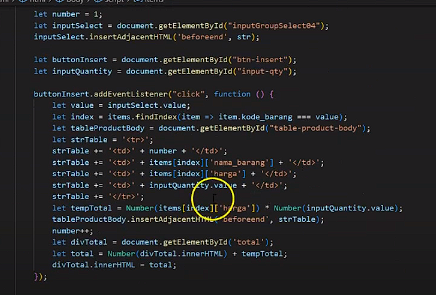 let number = 1;
let inputSelect = document.getElementById("inputGroupSelect04");
inputSelect.insertAdjacentHTML('beforeend', str);
let buttonInsert = document.getElementById("btn-insert");
let inputQuantity = document.getElementById("input-qty");
buttonInsert.addEventListener("click", function () {
let value = inputSelect.value;
let index = items.findIndex(item => item.kode_barang === value);
let tableProductBody = document.getElementById("table-product-body");
let strTable = '<tr>';
strTable += '<td>' + number + '</td>';
strTable += '<td>' + items[index]['nama_barang'] + '</td>';
strTable += '<td>' + items[index]['harga'] + '</td>';
strTable += '<td>' + inputQuantity.value + '</td>';
strTable += '</tr>';
let tempTotal = Number(items[index]['harga']) * Number(inputQuantity.value);
tableProductBody.insertAdjacentHTML('beforeend', strTable);
number++;
let divTotal = document.getElementById('total');
let total = Number(divTotal.innerHTML) + tempTotal;
divTotal.innerHTML = total;
});